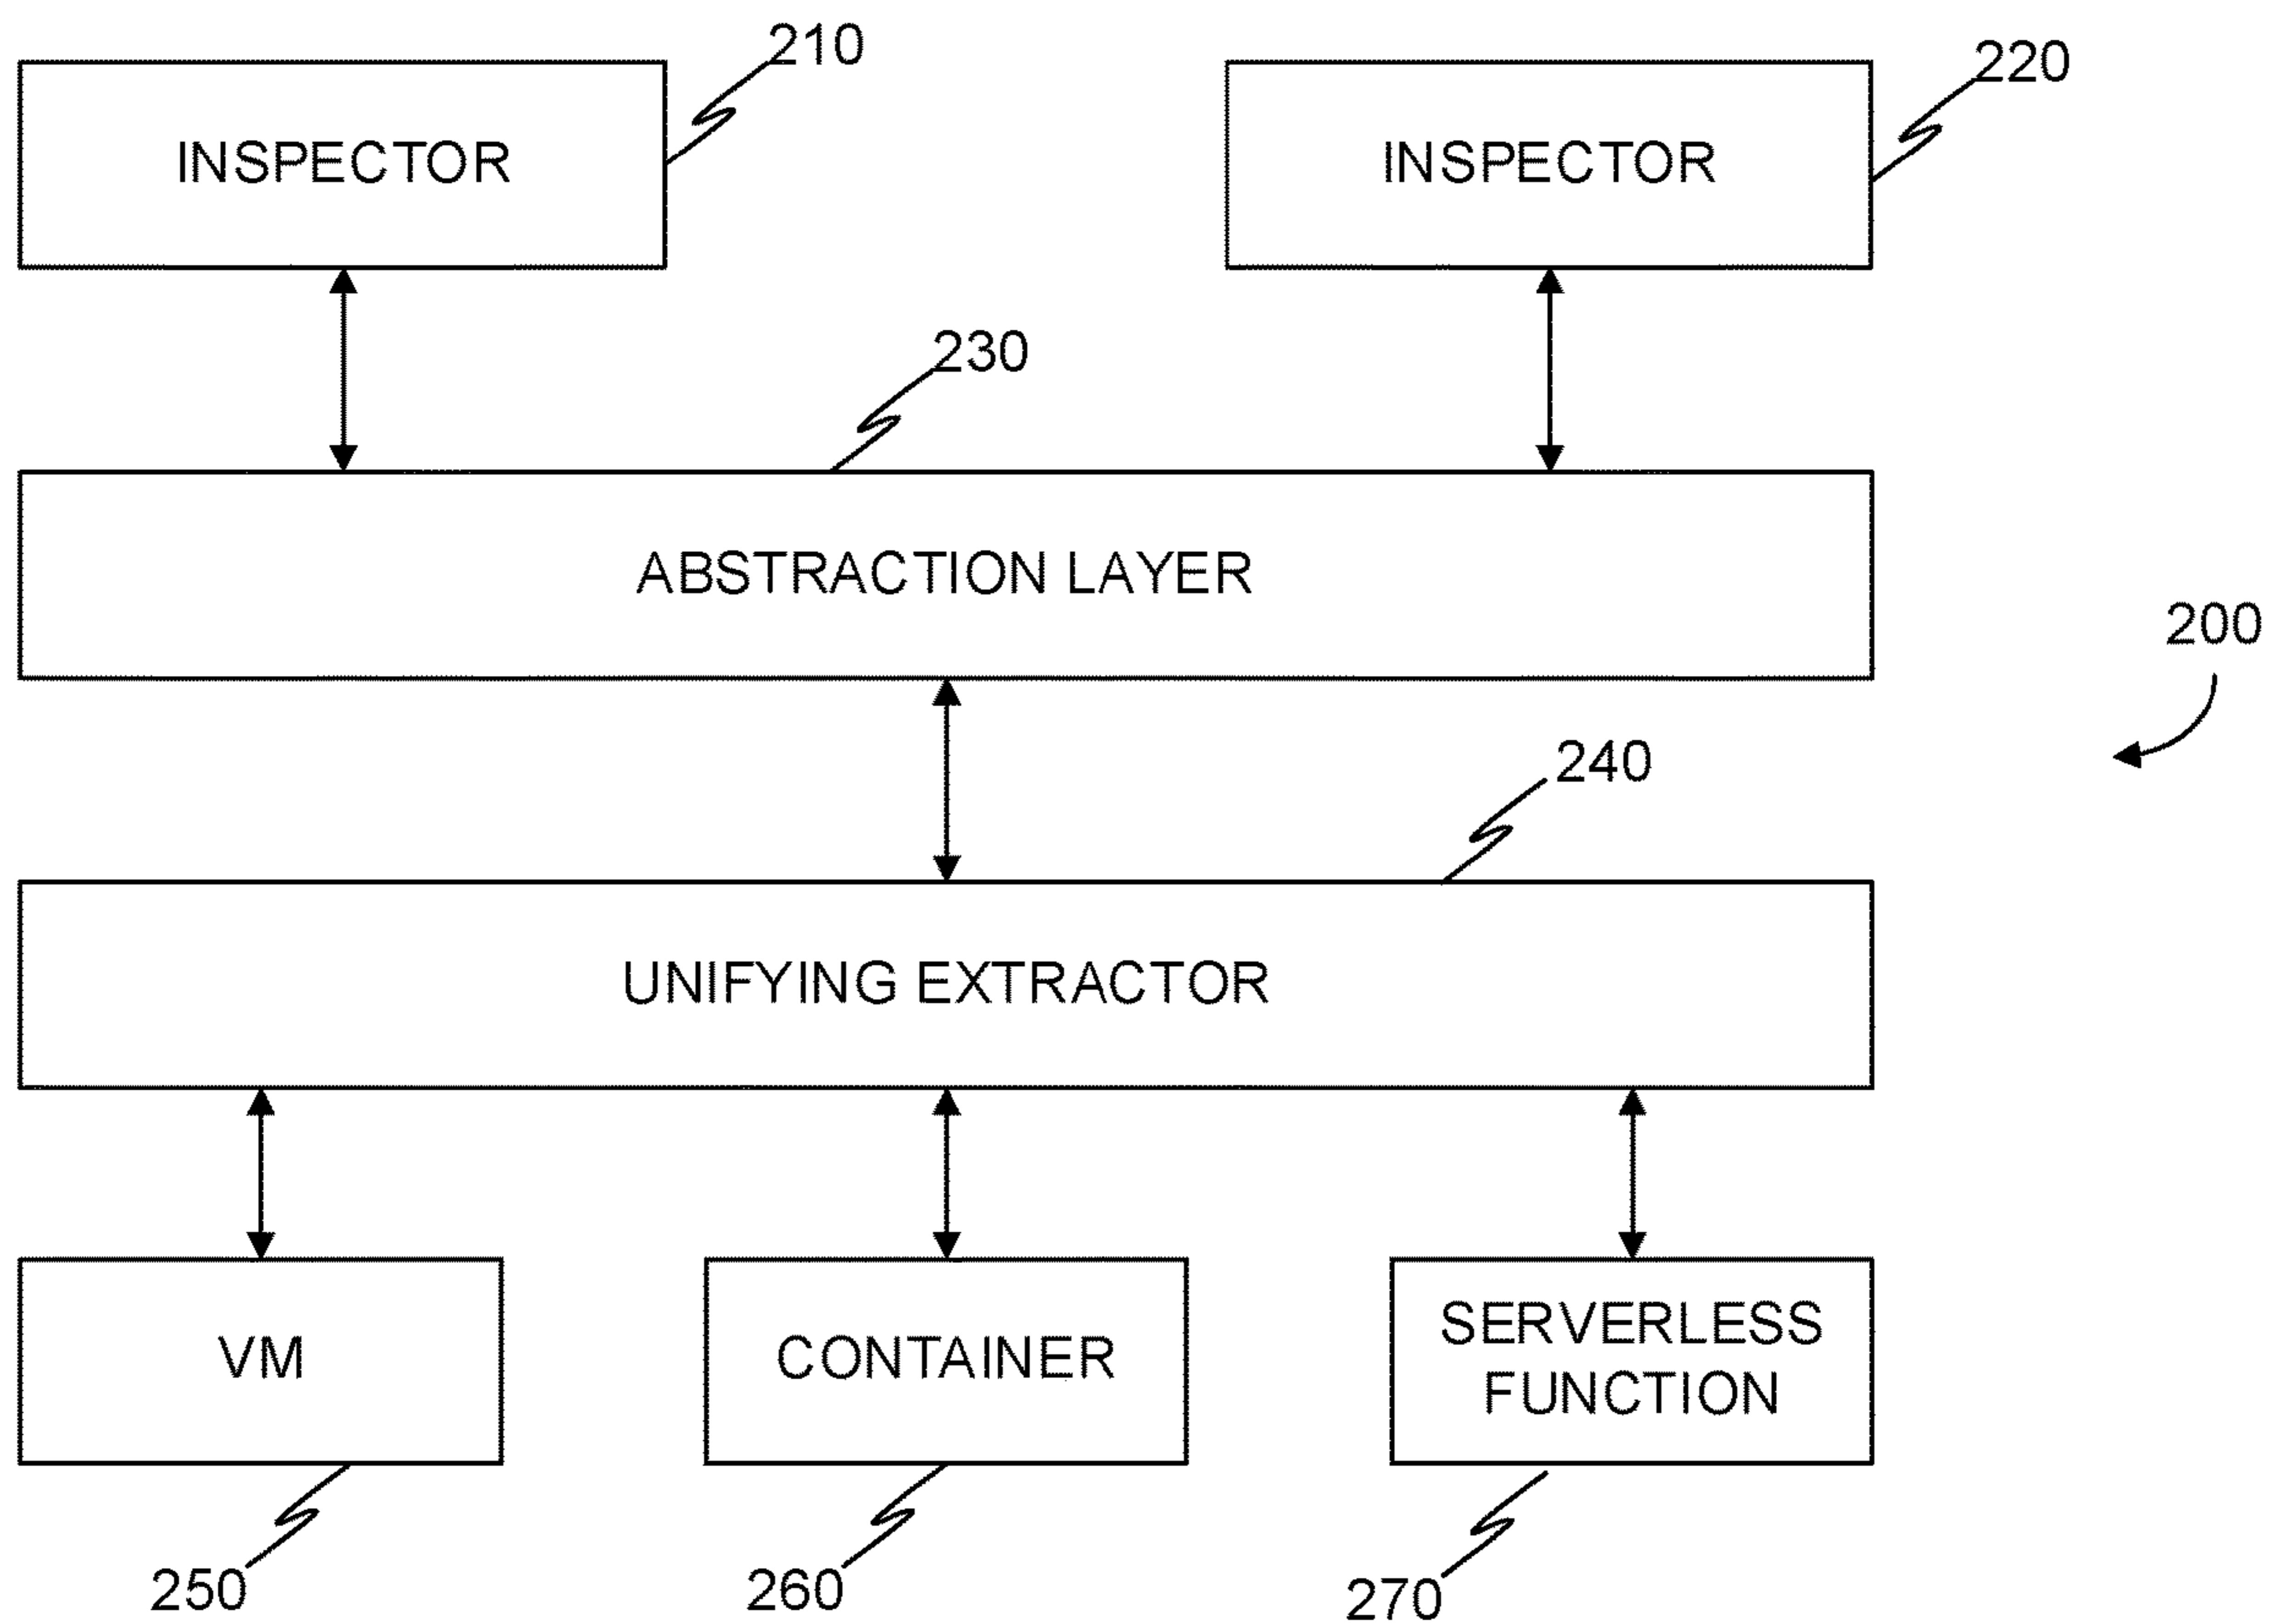 210
220
INSPECTOR
INSPECTOR
230
ABSTRACTION LAYER
200
240
UNIFYING EXTRACTOR
VM
CONTAINER
SERVERLESS
FUNCTION
250
260
270